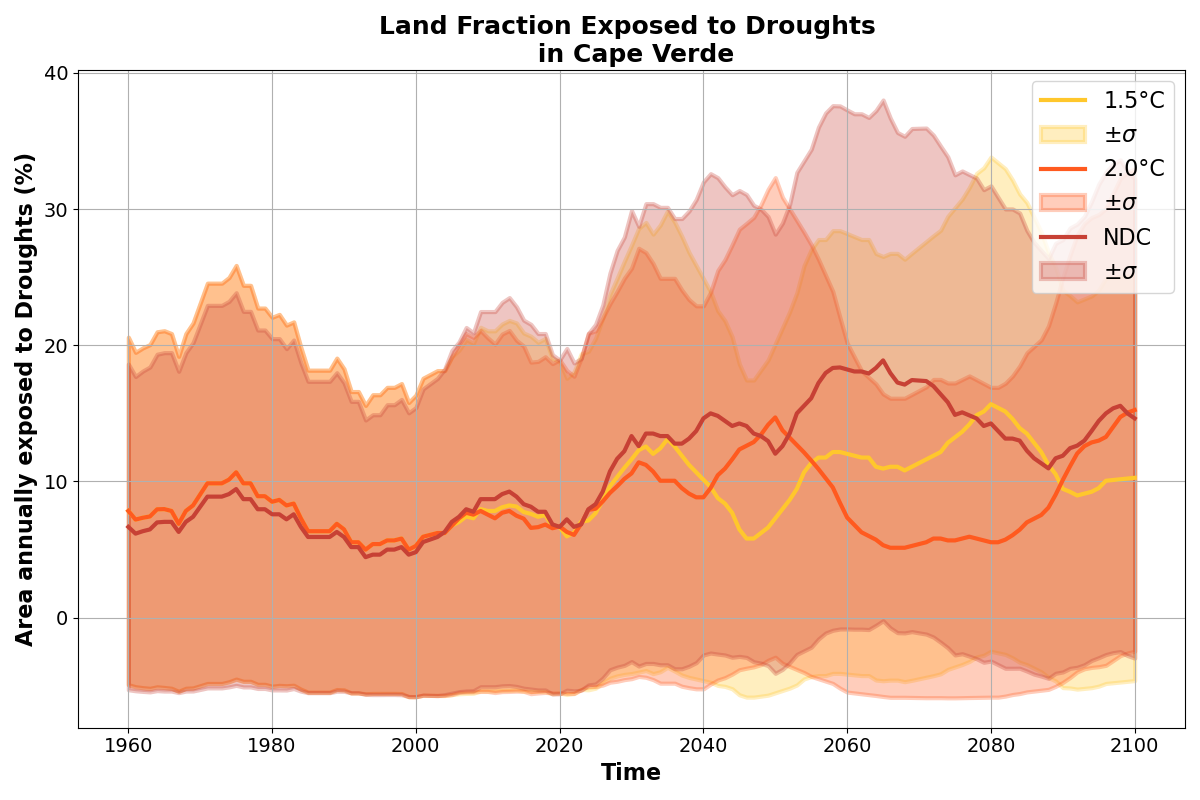 Land Fraction Exposed to Droughts
in Cape Verde
Area annually exposed to Droughts (%)
40
30
20
10
0
1.5°C
±σ
2.0°C
±σ
NDC
±σ
1960
1980
2000
2020
2040
2060
2080
2100
Time